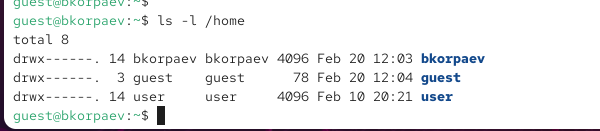 guest@bkorpaev:~$
guest@bkorpaev:~$ ls -l /home
total 8
drwx------. 14 bkorpaev bkorpaev 4096 Feb 20 12:03 bkorpaev
drwx------.  3 guest    guest      78 Feb 20 12:04 guest
drwx------. 14 user     user     4096 Feb 10 20:21 user
guest@bkorpaev:~$